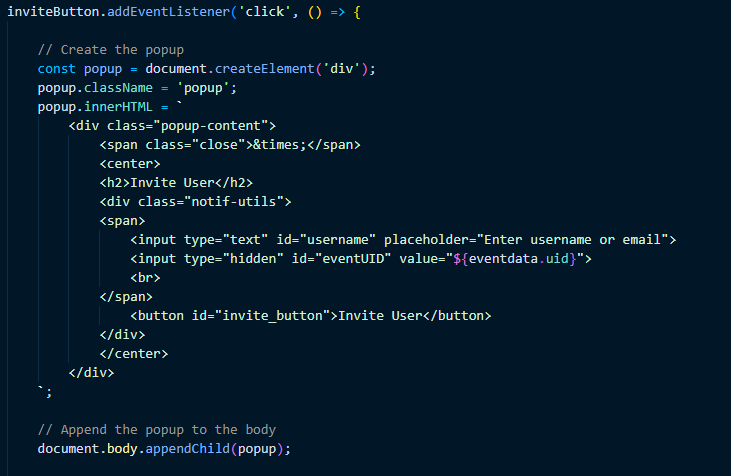 inviteButton.addEventListener('click', () => {
// Create the popup
const popup = document.createElement('div');
popup.className = 'popup';
popup.innerHTML = `
<div class="popup-content">
<span class="close">&times;</span>
<center>
<h2>Invite User</h2>
<div class="notif-utils">
<span>
<input type="text" id="username" placeholder="Enter username or email">
<input type="hidden" id="eventUID" value="${eventdata.uid}">
<br>
</span>
<button id="invite_button">Invite User</button>
</div>
</center>
</div>
`;
// Append the popup to the body
document.body.appendChild(popup);